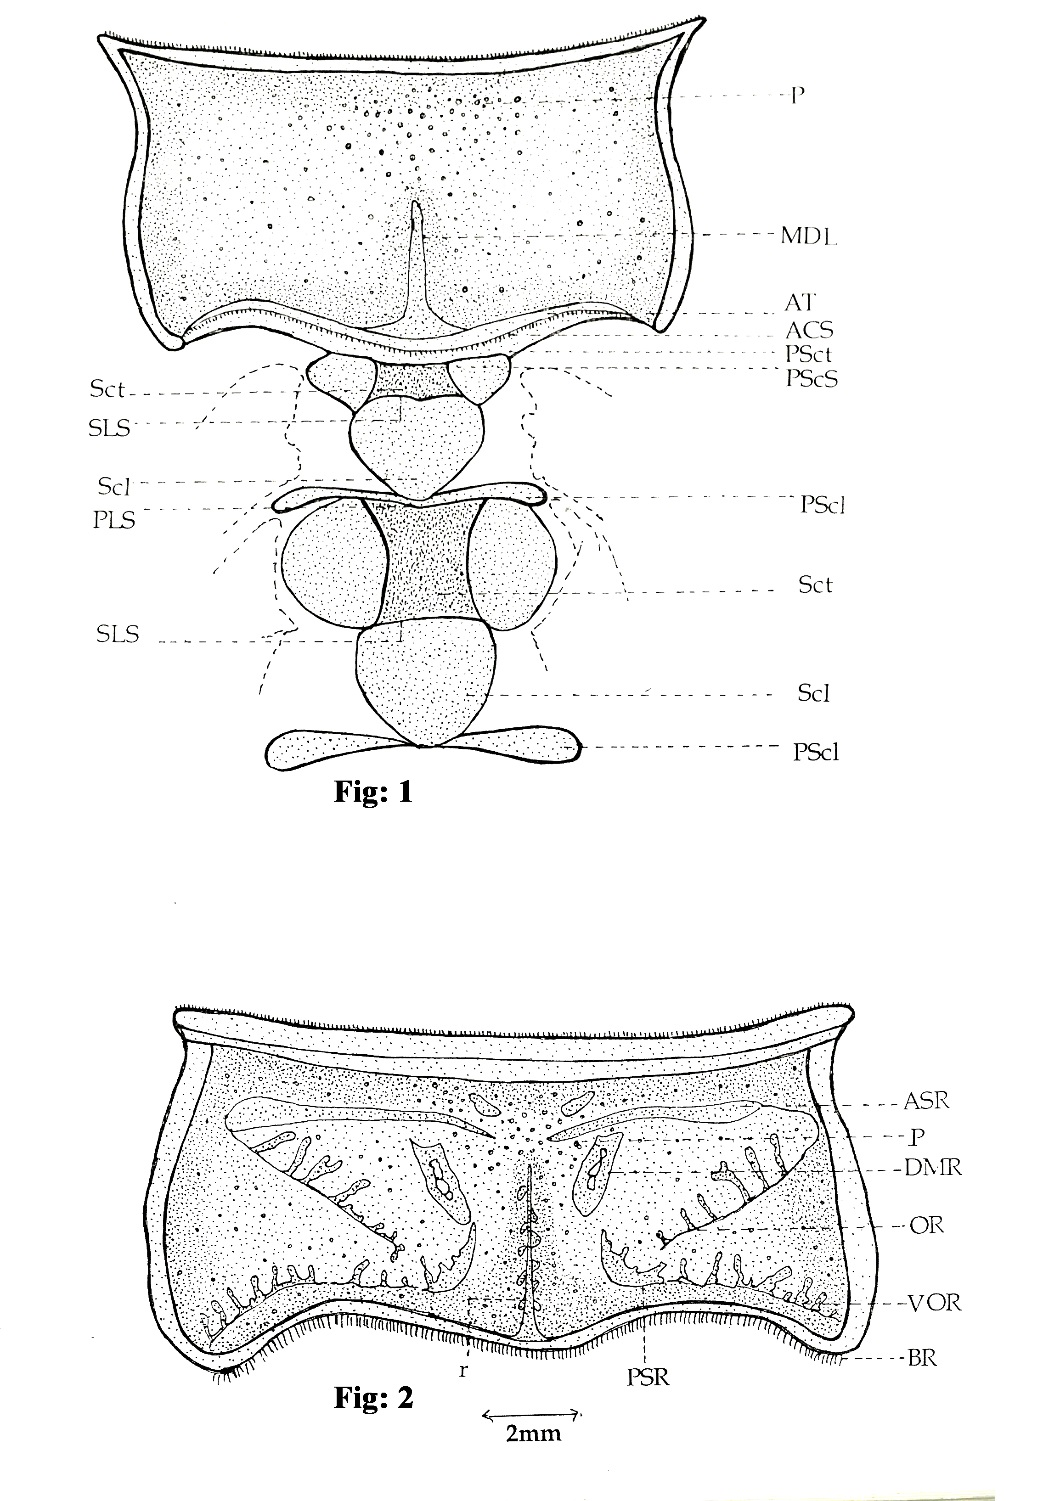 P
MDL
AT
ACS
PSct
PScS
Sct
SLS
Scl
PLS
PScl
Sct
SLS
Scl
PScl
Fig: 1
ASR
P
DMR
OR
VOR
BR
r
PSR
Fig: 2
2mm